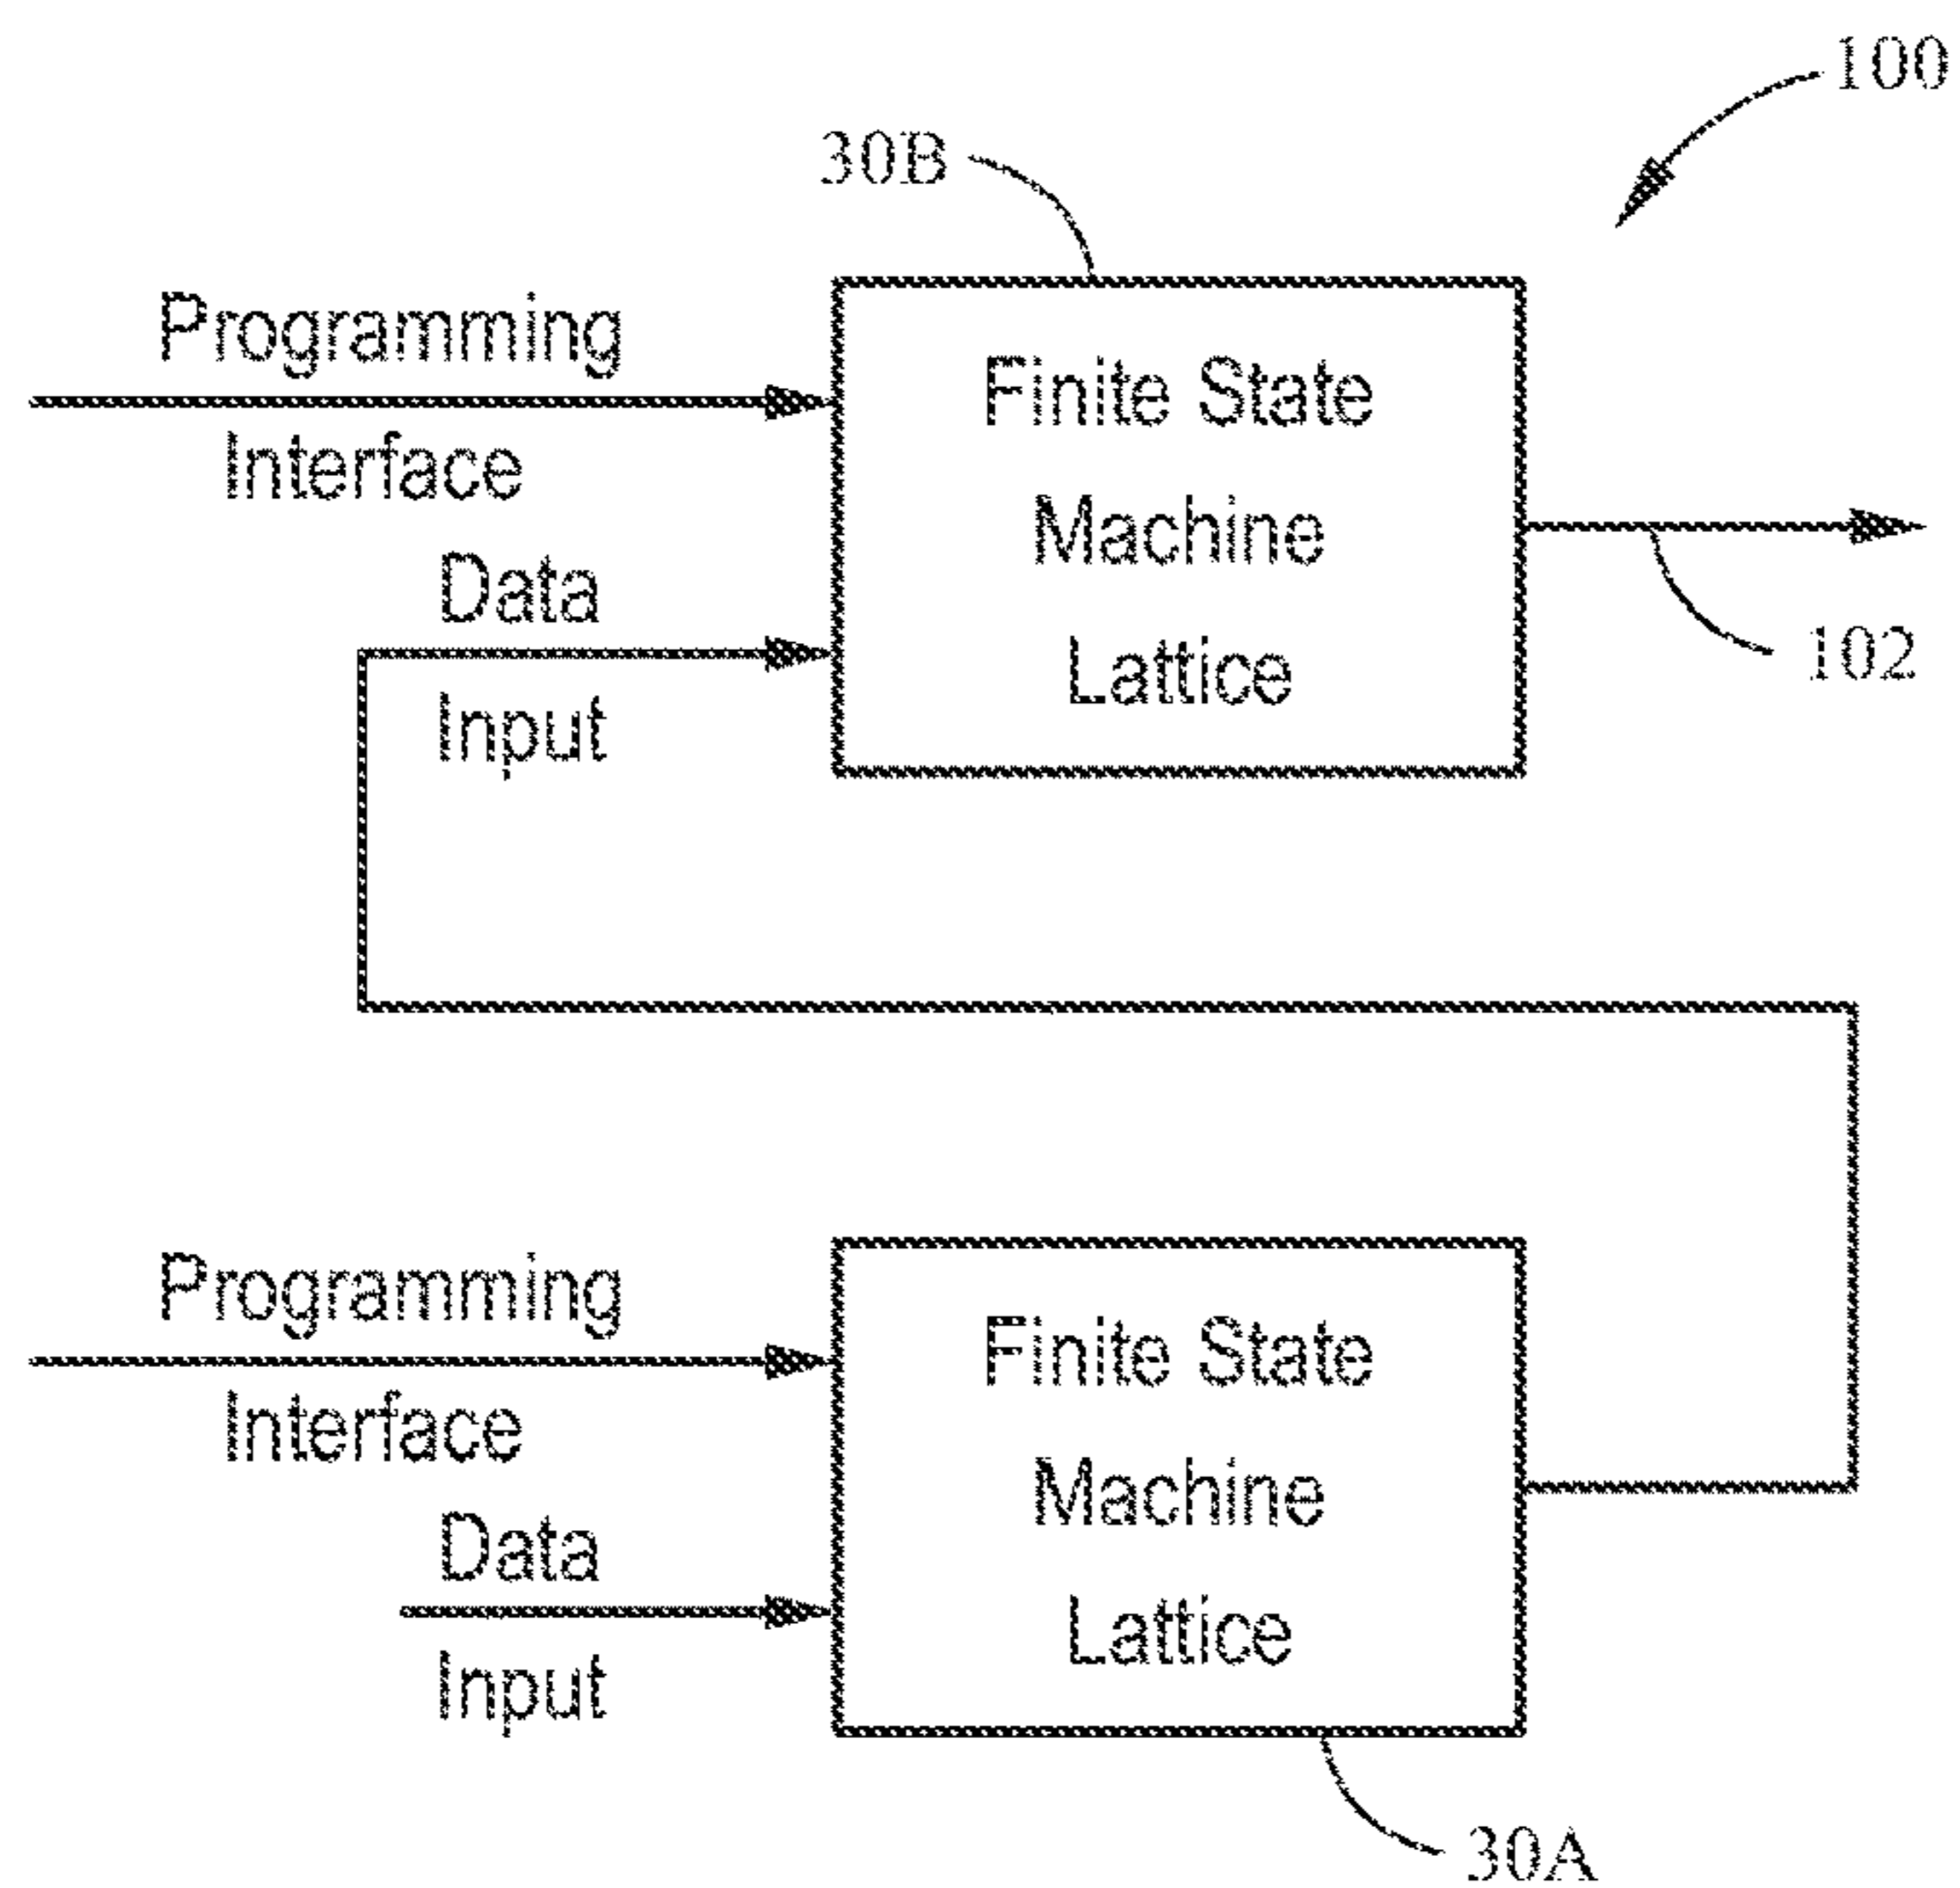 100
30B
Programming
Interface
Data
Input
Finite State
Machine
Lattice
102
Programming
Interface
Data
Input
Finite State
Machine
Lattice
30A